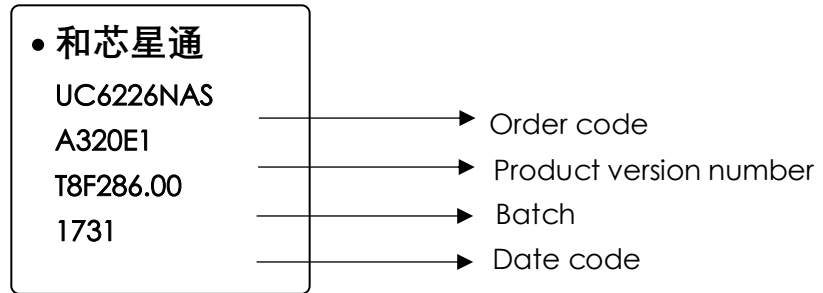 • 和芯星通
UC6226NAS
A320E1
T8F286.00
1731
Order code
Product version number
Batch
Date code